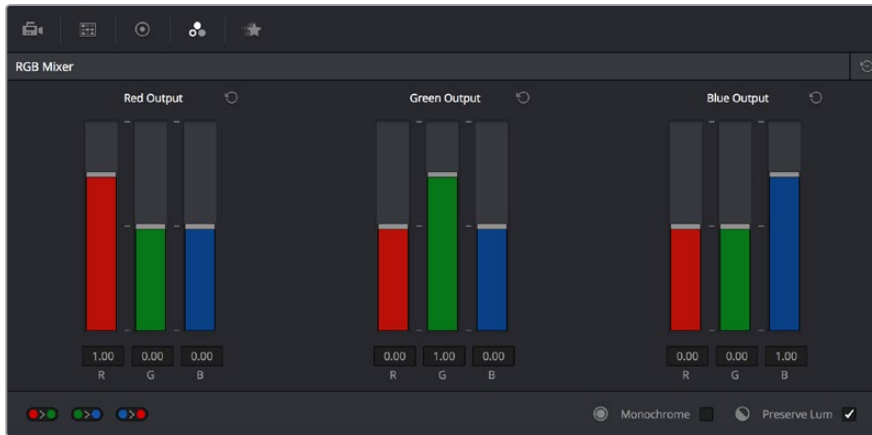 RGB Mixer
Red Output Green Output Blue Output
1.00 0.00 0.00 0.00 1.00 0.00 0.00 0.00 1.00
R G B R G B R G B
Monochrome Preserve Lum